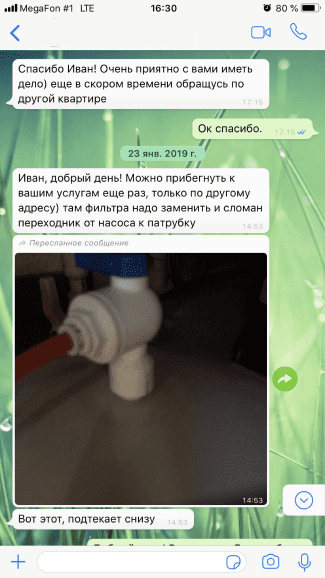 MegaFon #1 LTE 16:30 80 %
Спасибо Иван! Очень приятно с вами иметь
дело) еще в скором времени обращусь по
другой квартире
17:15
Ок спасибо.
17:15
23 янв. 2019 г.
Иван, добрый день! Можно прибегнуть к
вашим услугам еще раз, только по другому
адресу) там фильтра надо заменить и сломан
переходник от насоса к патрубку
14:53
Пересланное сообщение
14:53
Вот этот, подтекает снизу
14:53